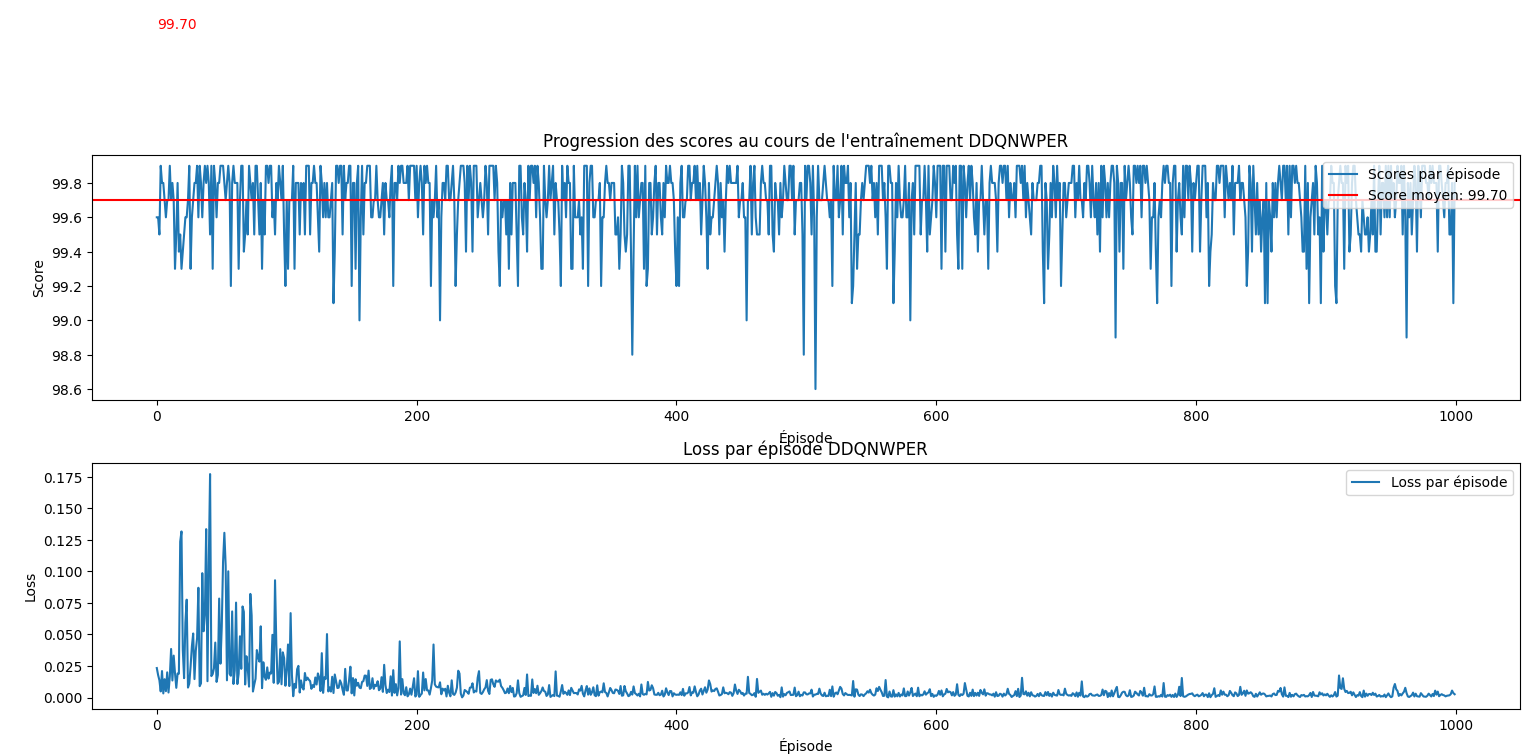 99.70
Progression des scores au cours de l'entraînement DDQNWPER
Scores par épisode
Score moyen: 99.70
99.8
99.6
99.4
99.2
99.0
98.8
98.6
Score
0 200 400 600 800 1000
Épisode
Loss par épisode DDQNWPER
Loss par épisode
0.175
0.150
0.125
0.100
0.075
0.050
0.025
0.000
Loss
0 200 400 600 800 1000
Épisode